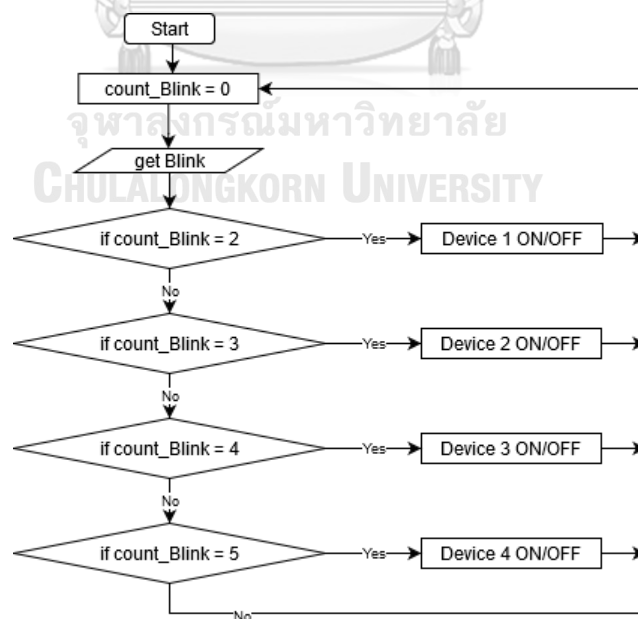 Start
count_Blink = 0
จุฬาลงกรณ์มหาวิทยาลัย
get Blink
CHULALONGKORN UNIVERSITY
if count_Blink = 2
Yes
Device 1 ON/OFF
No
if count_Blink = 3
Yes
Device 2 ON/OFF
No
if count_Blink = 4
Yes
Device 3 ON/OFF
No
if count_Blink = 5
Yes
Device 4 ON/OFF
No